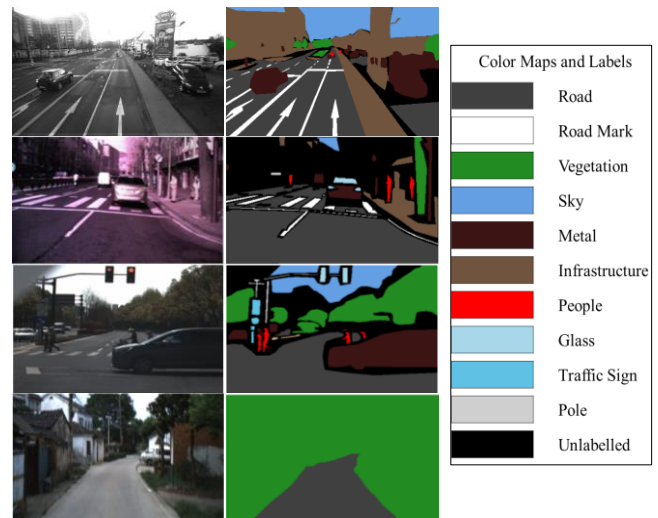 Color Maps and Labels
Road
Road Mark
Vegetation
Sky
Metal
Infrastructure
People
Glass
Traffic Sign
Pole
Unlabelled